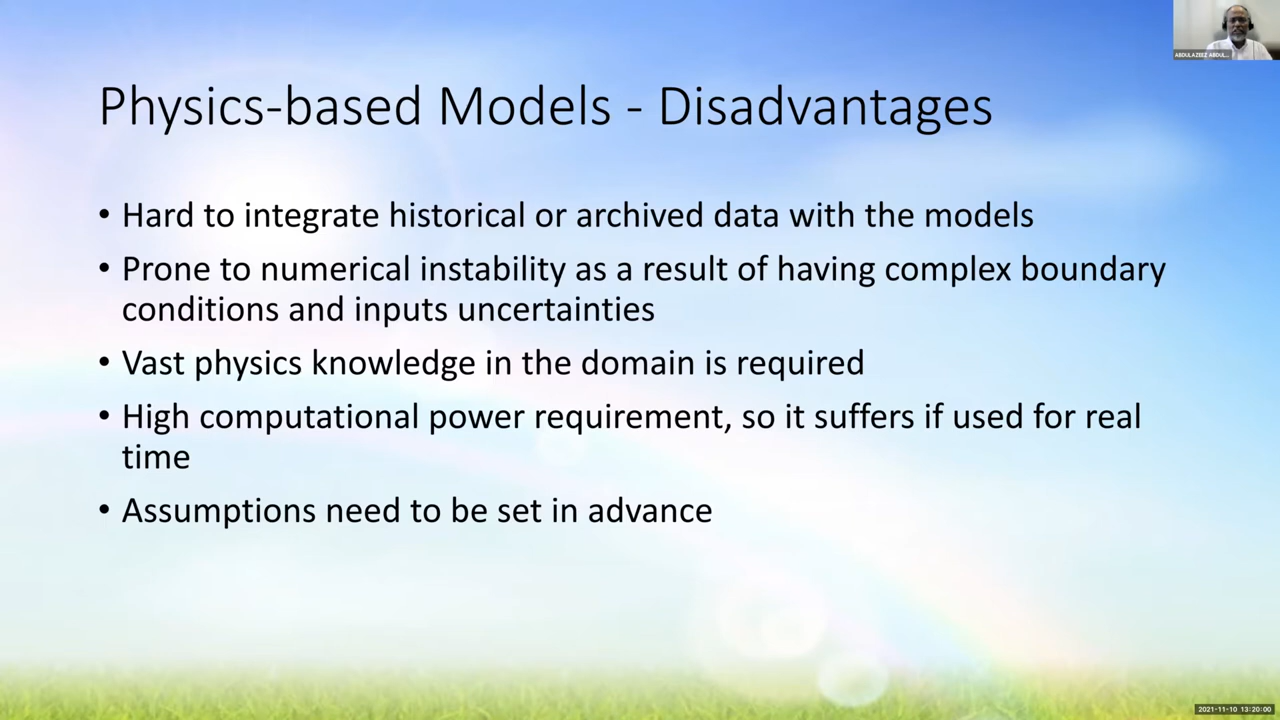 ABDULAZEEZ ABDUL...
Physics-based Models - Disadvantages
• Hard to integrate historical or archived data with the models
• Prone to numerical instability as a result of having complex boundary
conditions and inputs uncertainties
• Vast physics knowledge in the domain is required
• High computational power requirement, so it suffers if used for real
time
• Assumptions need to be set in advance
2021-11-10 13:20:00